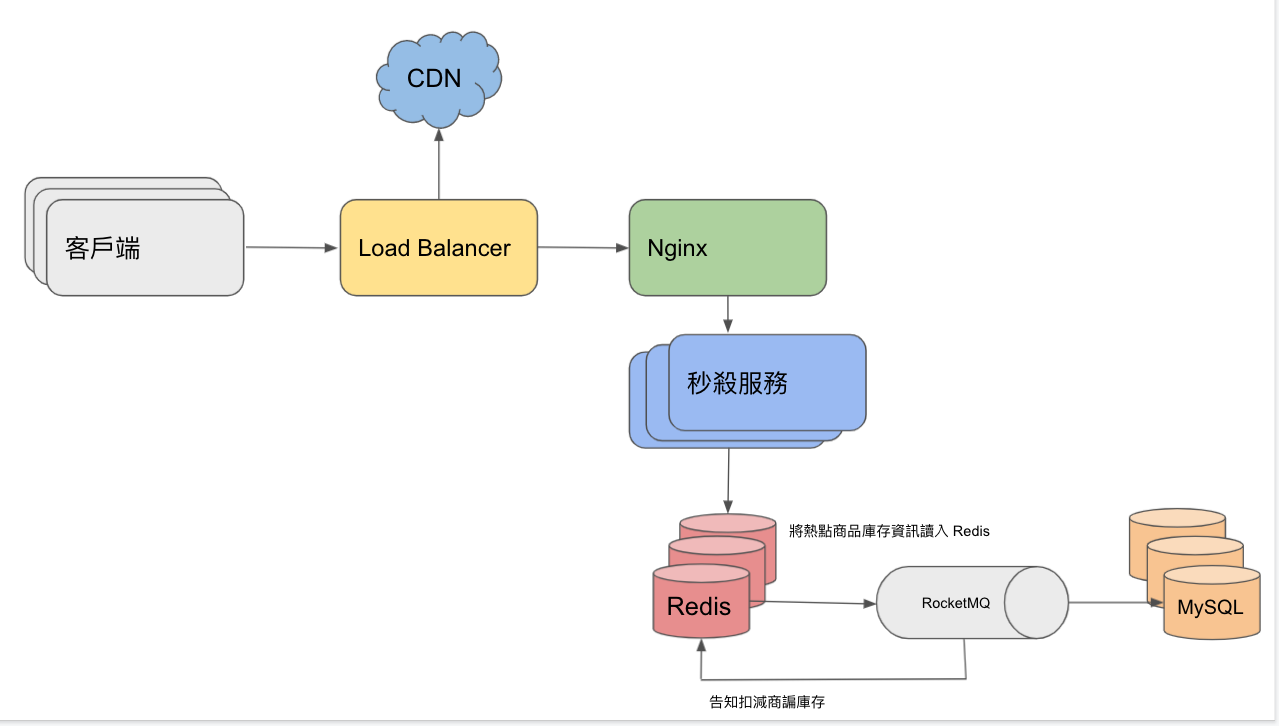 CDN
客戶端
Load Balancer
Nginx
秒殺服務
將熱點商品庫存資訊讀入 Redis
Redis
RocketMQ
MySQL
告知扣減商諞庫存